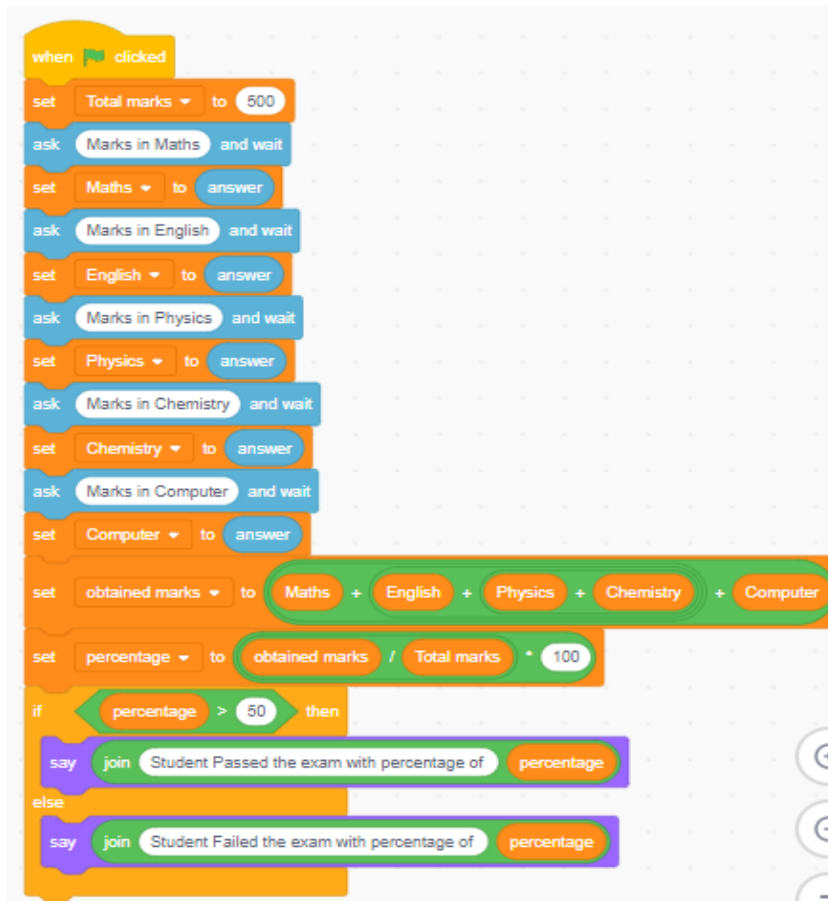 when clicked
set Total marks to 500
ask Marks in Maths and wait
set Maths to answer
ask Marks in English and wait
set English to answer
ask Marks in Physics and wait
set Physics to answer
ask Marks in Chemistry and wait
set Chemistry to answer
ask Marks in Computer and wait
set Computer to answer
set obtained marks to Maths + English + Physics + Chemistry + Computer
set percentage to obtained marks / Total marks * 100
if percentage > 50 then
say join Student Passed the exam with percentage of percentage
else
say join Student Failed the exam with percentage of percentage